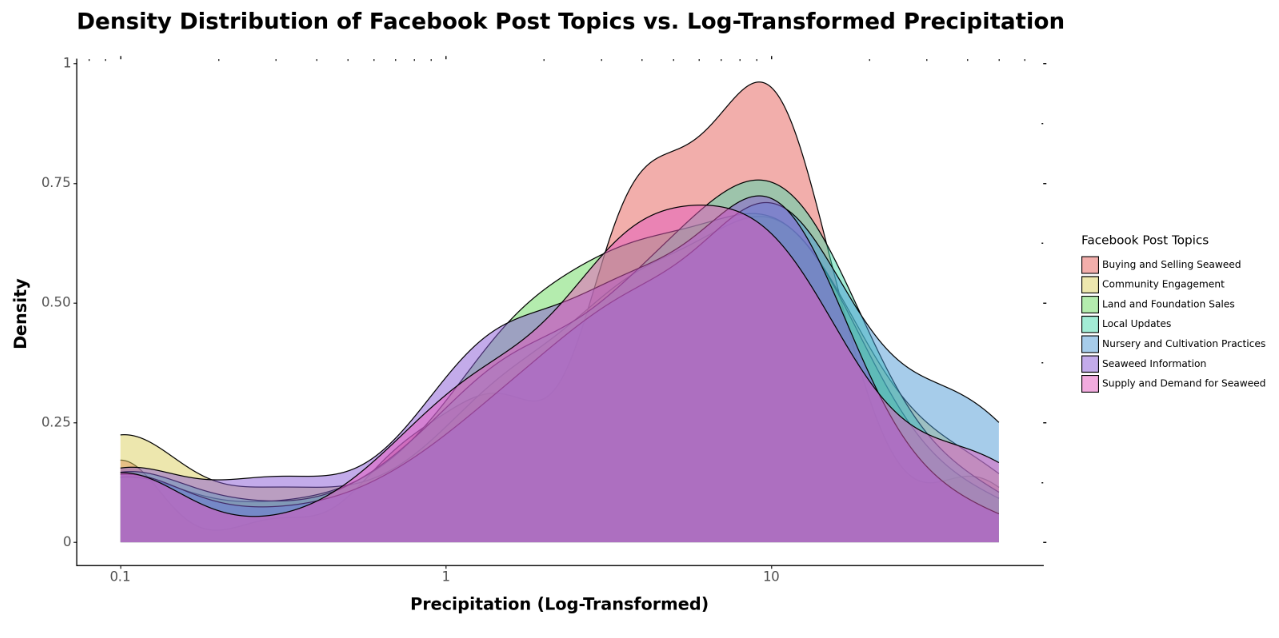 Density Distribution of Facebook Post Topics vs. Log-Transformed Precipitation
1
0.75
0.50
0.25
0
Density
0.1
1
10
Precipitation (Log-Transformed)
Facebook Post Topics
Buying and Selling Seaweed
Community Engagement
Land and Foundation Sales
Local Updates
Nursery and Cultivation Practices
Seaweed Information
Supply and Demand for Seaweed